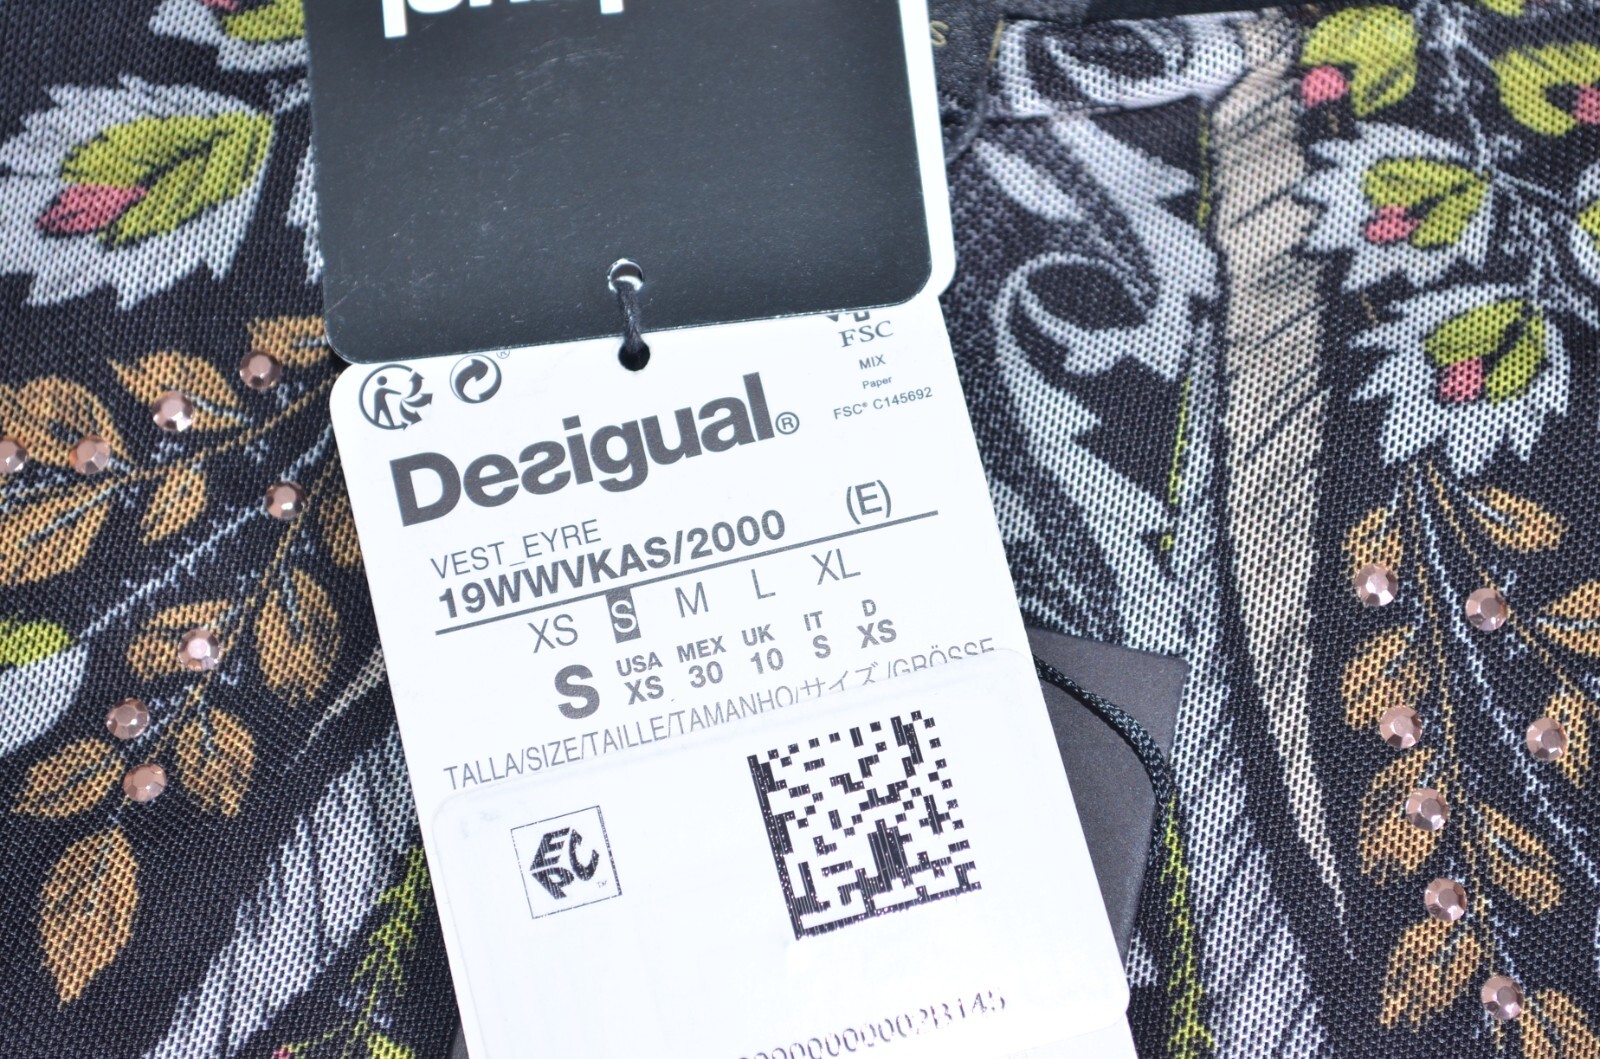 FSC
MIX
Paper
FSC® C145692
Desigual®
VEST_EYRE
(E)
19WWVKAS/2000
XS S M L XL
S USA XS MEX 30 UK 10 IT S D XS
TALLA/SIZE/TAILLE/TAMANHO/サイズ/GRÖSSE
EPC™